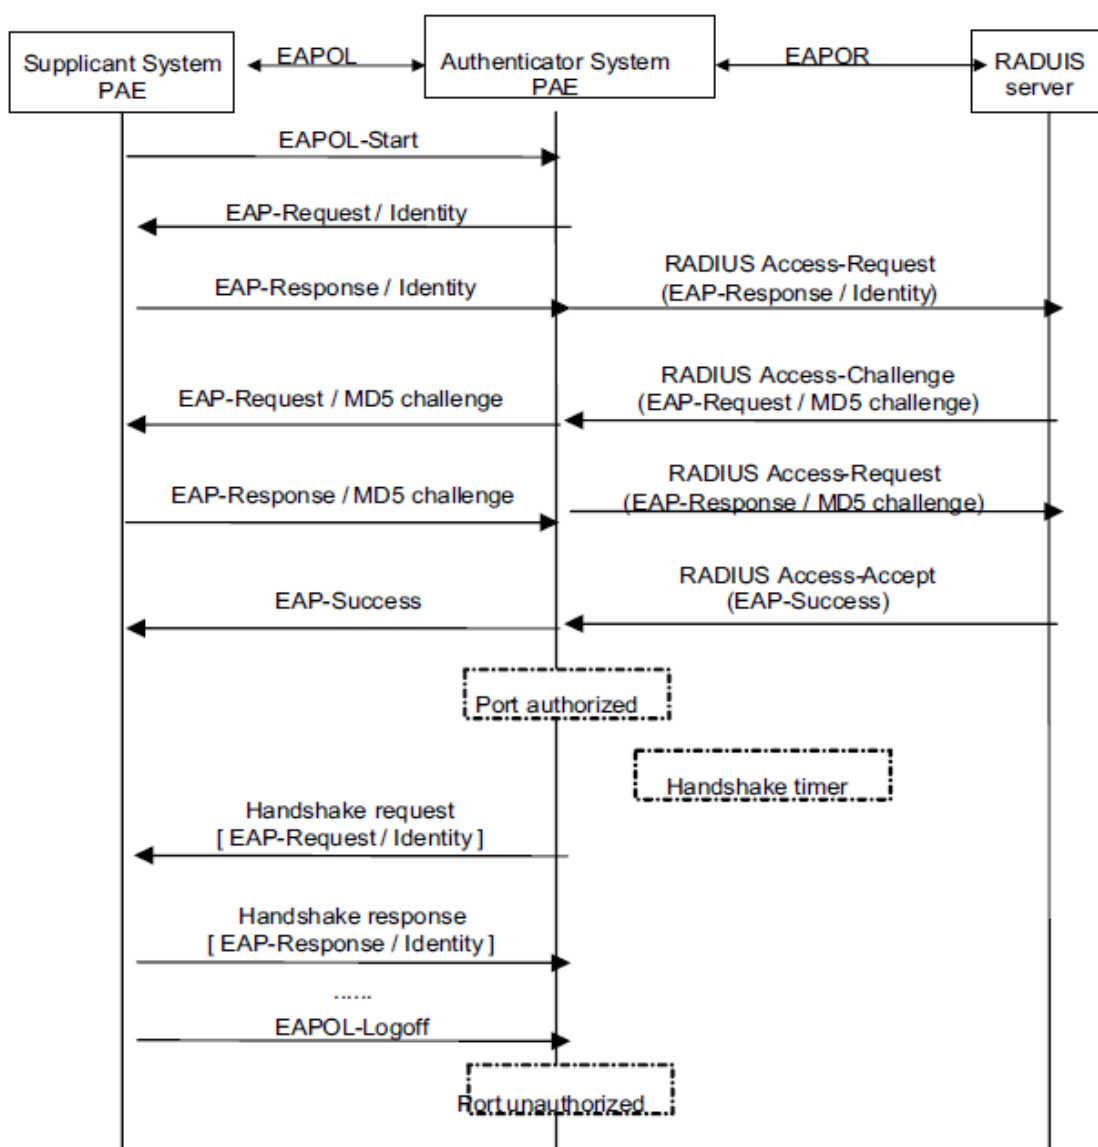 Supplicant System
PAE
EAPOL
Authenticator System
PAE
EAPOR
RADUIS
server
EAPOL-Start
EAP-Request / Identity
EAP-Response / Identity
RADIUS Access-Request
(EAP-Response / Identity)
EAP-Request / MD5 challenge
RADIUS Access-Challenge
(EAP-Request / MD5 challenge)
EAP-Response / MD5 challenge
RADIUS Access-Request
(EAP-Response / MD5 challenge)
EAP-Success
RADIUS Access-Accept
(EAP-Success)
Port authorized
Handshake timer
Handshake request
[ EAP-Request / Identity ]
Handshake response
[ EAP-Response / Identity ]
......
EAPOL-Logoff
Port unauthorized